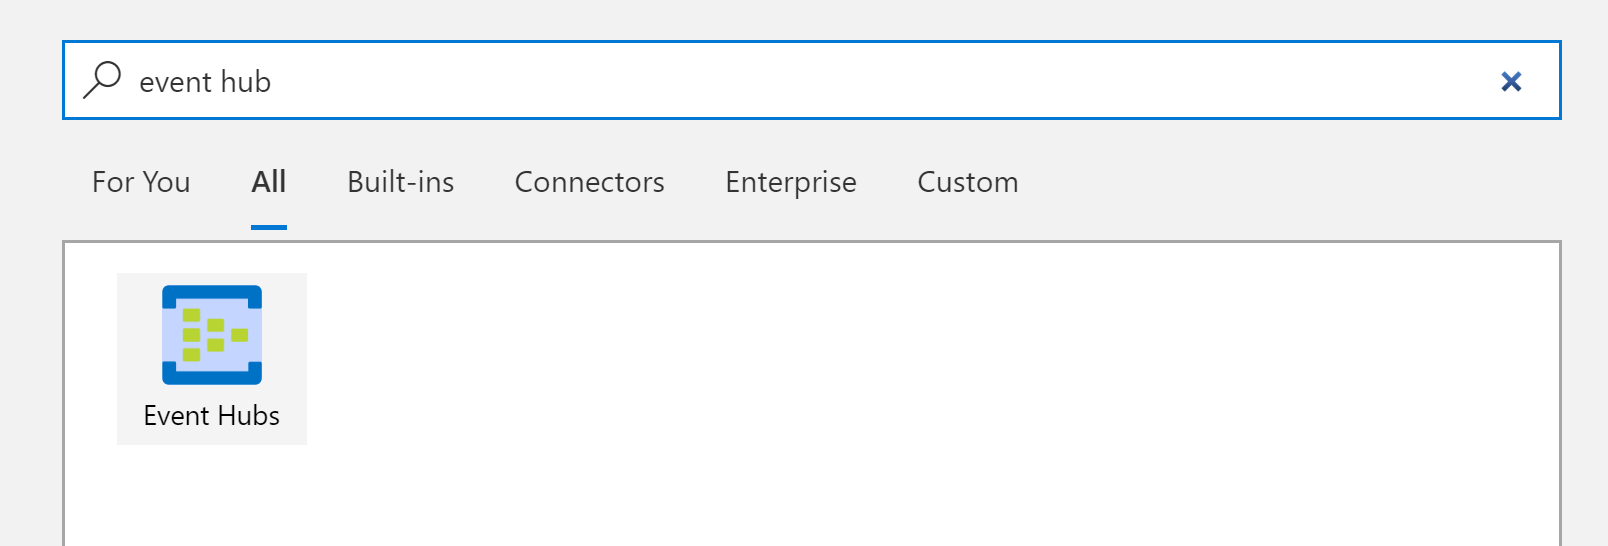 event hub
For You All Built-ins Connectors Enterprise Custom
Event Hubs